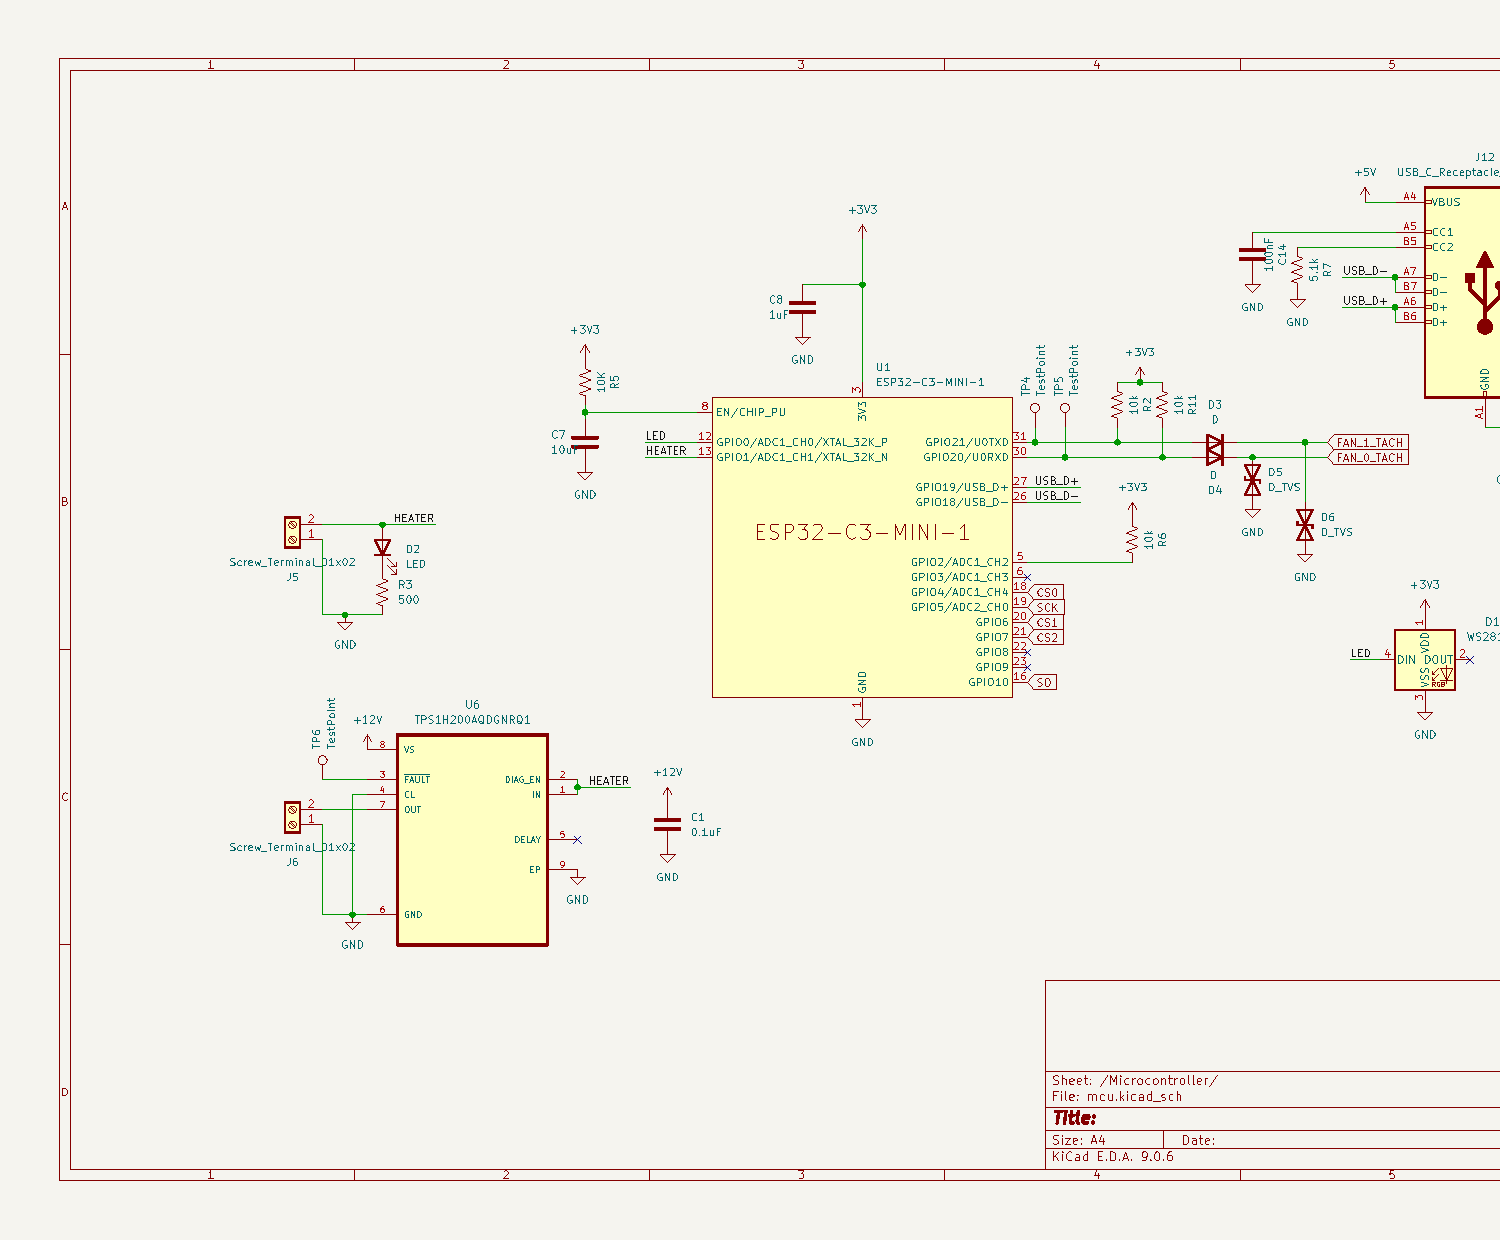 1 2 3 4 5
A
B
C
D
J12
USB_C_Receptacle
+5V
A4 VBUS
A5 CC1
B5 CC2
USB_D- A7 D-
B7 D-
USB_D+ A6 D+
B6 D+
GND
A1
100nF
C14
5.1k
R7
GND
GND
+3V3
C8
1uF
GND
+3V3
10K
R5
C7
10uF
GND
U1
ESP32-C3-MINI-1
3
3V3
8 EN/CHIP_PU
LED 12 GPIO0/ADC1_CH0/XTAL_32K_P
HEATER 13 GPIO1/ADC1_CH1/XTAL_32K_N
ESP32-C3-MINI-1
GPIO21/U0TXD 31
GPIO20/U0RXD 30
GPIO19/USB_D+ 27 USB_D+
GPIO18/USB_D- 26 USB_D-
GPIO2/ADC1_CH2 5
GPIO3/ADC1_CH3 6
GPIO4/ADC1_CH4 18 CS0
GPIO5/ADC2_CH0 19 SCK
GPIO6 20 CS1
GPIO7 21 CS2
GPIO8 22
GPIO9 23
GPIO10 16 SO
GND
1
GND
TP4
TestPoint
TP5
TestPoint
+3V3
10k
R2
10k
R11
D3
D
D
D4
FAN_1_TACH
FAN_0_TACH
D5
D_TVS
GND
D6
D_TVS
GND
+3V3
10k
R6
2
1
HEATER
Screw_Terminal_01x02
J5
D2
LED
R3
500
GND
+3V3
1
VDD
D1
LED 4 DIN DOUT 2
RGB
VSS
3
GND
U6
TPS1H200AQDGNRQ1
TP6
TestPoint
+12V
8 VS
3 FAULT
4 CL
2 7 OUT
1
DIAG_EN 2
IN 1
HEATER
DELAY 5
EP 9
GND
6 GND
GND
Screw_Terminal_01x02
J6
+12V
C1
0.1uF
GND
Sheet: /Microcontroller/
File: mcu.kicad_sch
Title:
Size: A4 Date:
KiCad E.D.A. 9.0.6
1 2 3 4 5